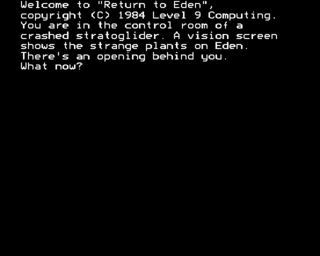 Welcome to "Return to Eden",
copyright (C) 1984 Level 9 Computing.
You are in the control room of a
crashed stratoglider. A vision screen
shows the strange plants on Eden.
There's an opening behind you.
What now?